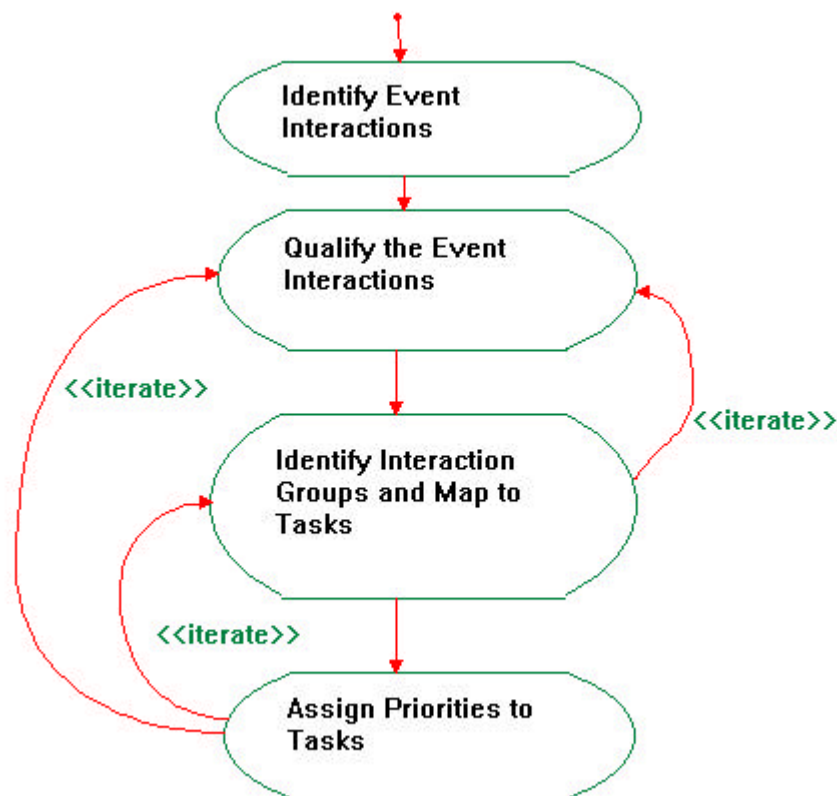 Identify Event
Interactions
Qualify the Event
Interactions
<<iterate>>
<<iterate>>
Identify Interaction
Groups and Map to
Tasks
<<iterate>>
Assign Priorities to
Tasks